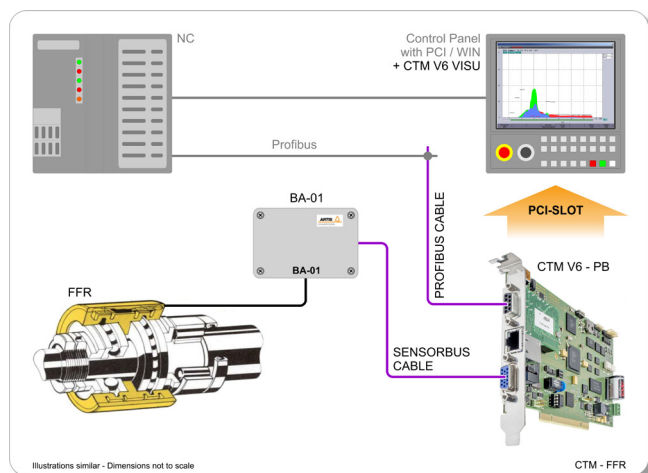 NC
Control Panel
with PCI / WIN
+ CTM V6 VISU
Profibus
BA-01
ARTIS
BA-01
PROFIBUS CABLE
PCI-SLOT
CTM V6 - PB
FFR
SENSORBUS
CABLE
Illustrations similar - Dimensions not to scale
CTM - FFR